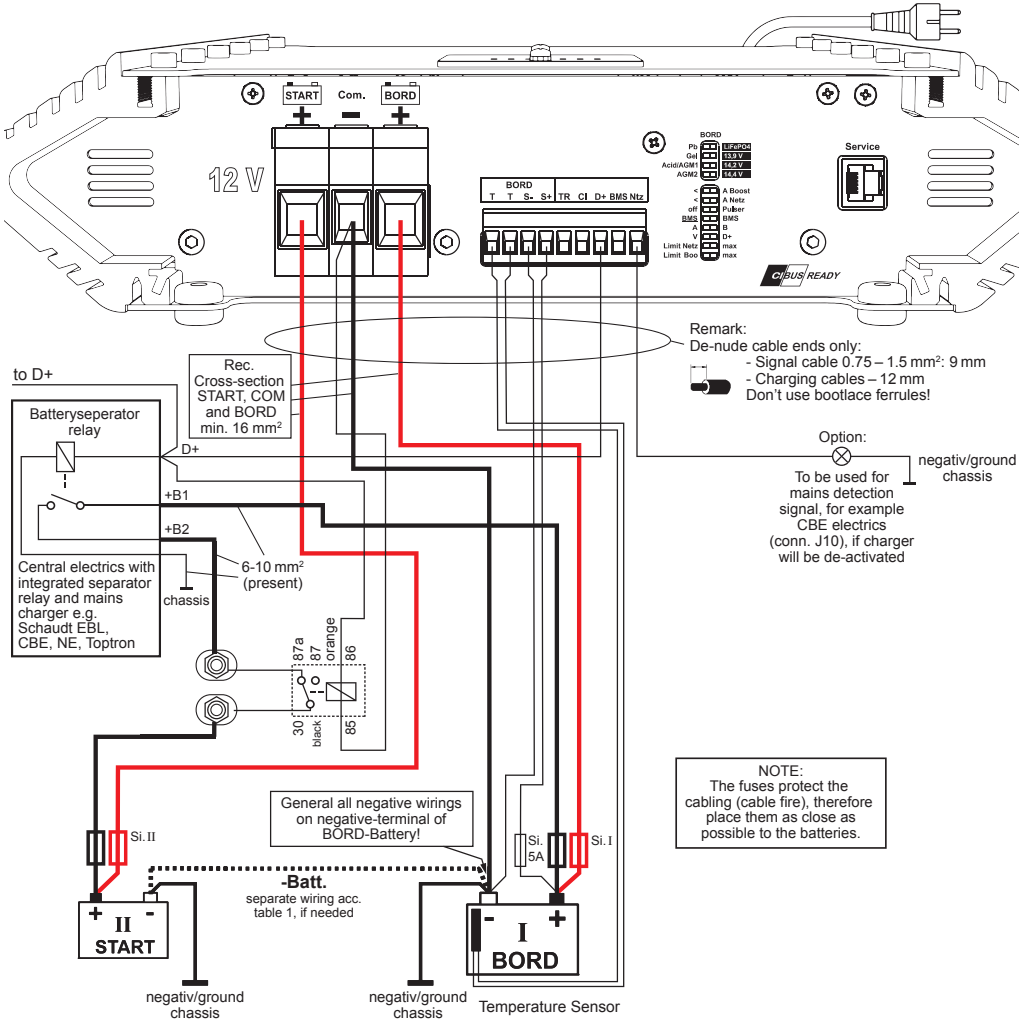 START Com. BORD
+ − +
12 V
BORD
T T S- S+ TR CI D+ BMS Ntz
BORD
Pb LiFePO4
Gel 13,9 V
Acid/AGM1 14,2 V
AGM2 14,4 V
< A Boost
< A Netz
off Pulser
BMS BMS
A B
V D+
Limit Netz max
Limit Boo max
Service
CIBUS READY
Remark:
De-nude cable ends only:
- Signal cable 0.75 – 1.5 mm²: 9 mm
- Charging cables – 12 mm
Don't use bootlace ferrules!
Rec.
Cross-section
START, COM
and BORD
min. 16 mm²
to D+
Batteryseperator
relay
D+
+B1
+B2
6-10 mm²
(present)
chassis
Central electrics with
integrated separator
relay and mains
charger e.g.
Schaudt EBL,
CBE, NE, Toptron
Option:
negativ/ground
chassis
To be used for
mains detection
signal, for example
CBE electrics
(conn. J10), if charger
will be de-activated
87a
87
orange
86
30
black
85
NOTE:
The fuses protect the
cabling (cable fire), therefore
place them as close as
possible to the batteries.
General all negative wirings
on negative-terminal of
BORD-Battery!
Si. II
Si.
5A
Si. I
-Batt.
separate wiring acc.
table 1, if needed
+ -
II
START
- +
I
BORD
negativ/ground
chassis
negativ/ground
chassis
Temperature Sensor